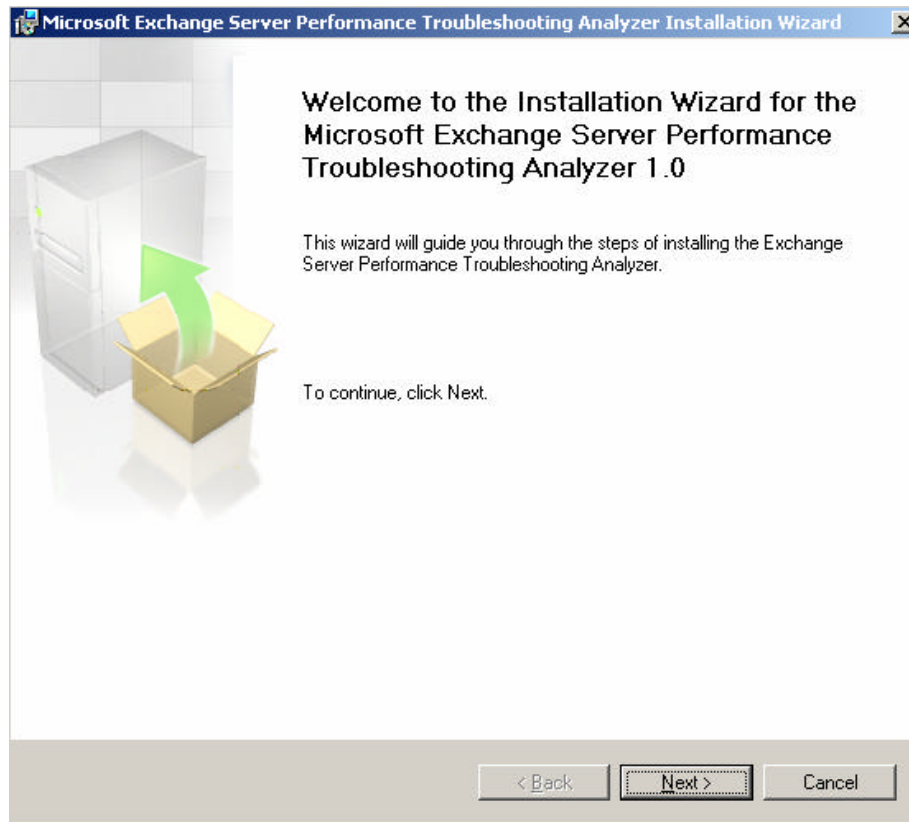 Microsoft Exchange Server Performance Troubleshooting Analyzer Installation Wizard
Welcome to the Installation Wizard for the
Microsoft Exchange Server Performance
Troubleshooting Analyzer 1.0
This wizard will guide you through the steps of installing the Exchange
Server Performance Troubleshooting Analyzer.
To continue, click Next.
< Back Next > Cancel